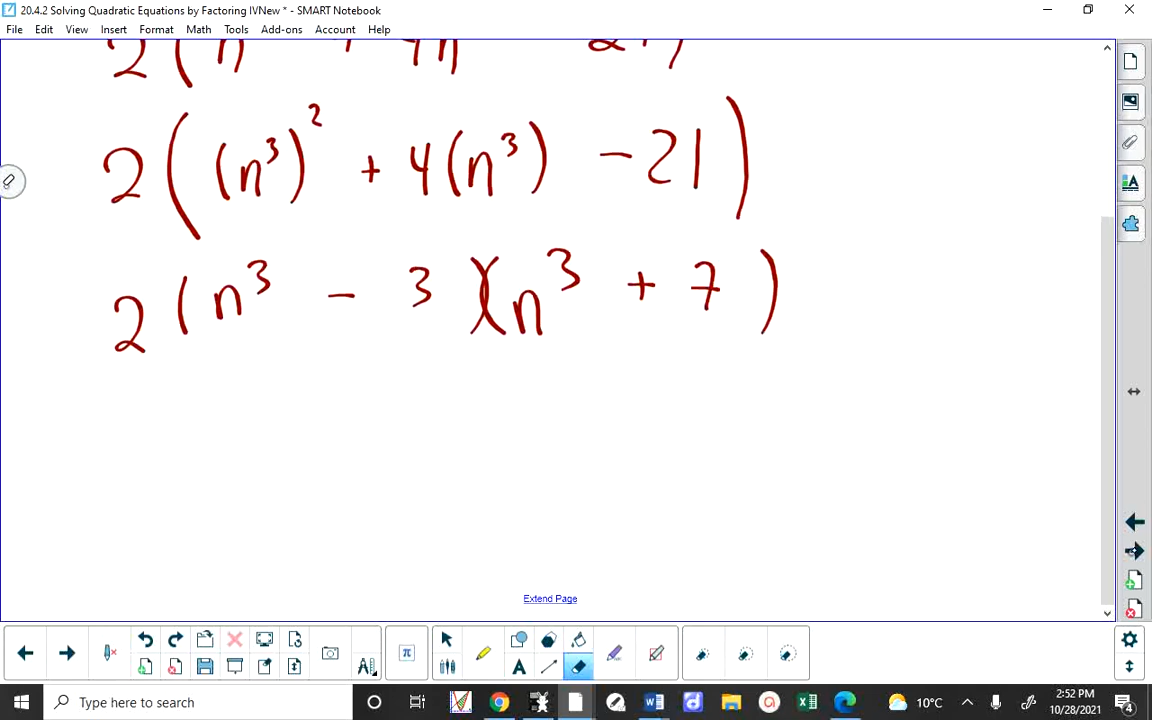 20.4.2 Solving Quadratic Equations by Factoring IVNew * - SMART Notebook
File Edit View Insert Format Math Tools Add-ons Account Help
2((n³)² + 4(n³) - 21)
2(n³ - 3)(n³ + 7)
Extend Page
Type here to search
10°C
2:52 PM
10/28/2021
4